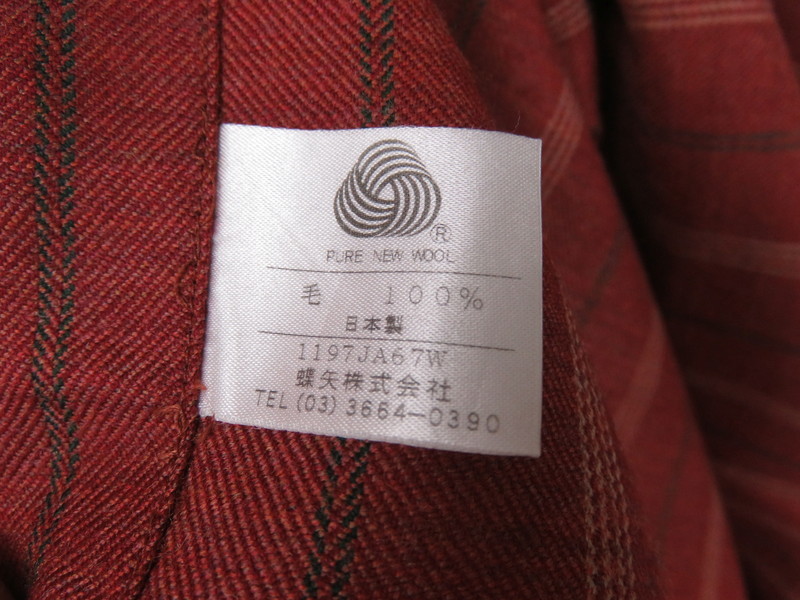 ®
PURE NEW WOOL
毛 100%
日本製
1197JA67W
蝶矢株式会社
TEL (03) 3664-0390